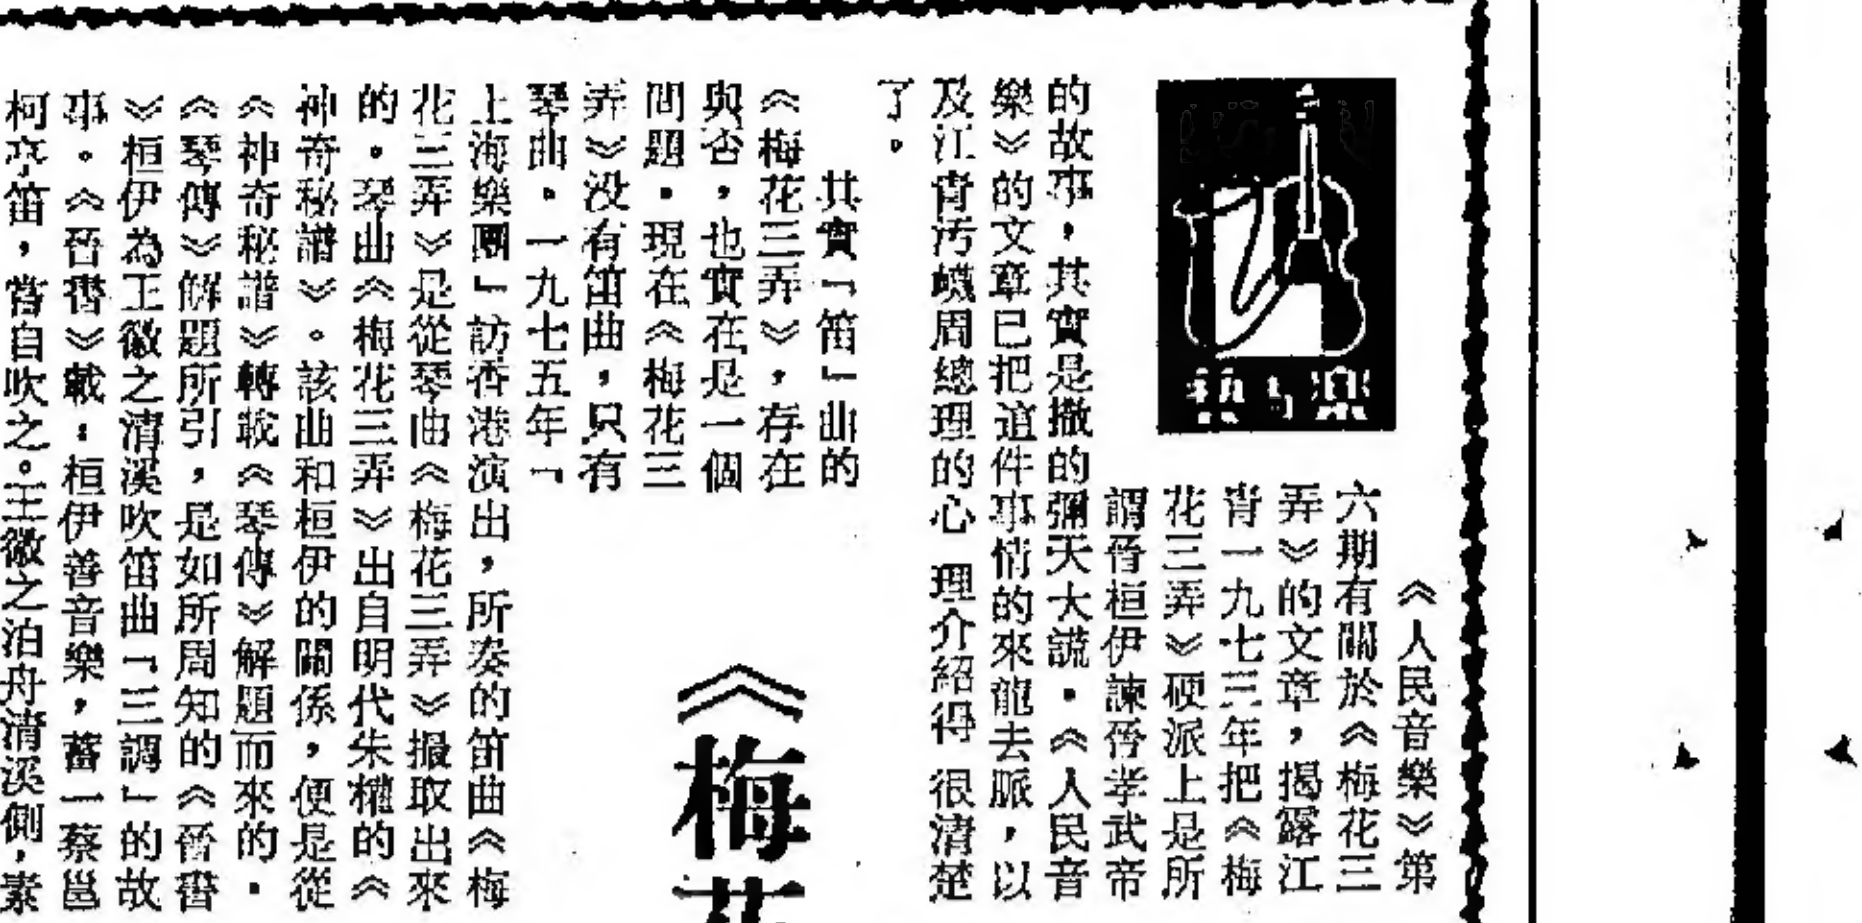 樂与藝
《人民音樂》第
六期有關於《梅花三
弄》的文章，揭露江
青一九七三年把《梅
花三弄》硬派上是所
謂晉桓伊諫晉孝武帝
的故事，其實是撒的彌天大謊。《人民音
樂》的文章已把這件事情的來龍去脈，以
及江青污衊周總理的心理介紹得很清楚
了。
其實「笛」曲的
《梅花三弄》，存在
與否，也實在是一個
問題。現在《梅花三
弄》没有笛曲，只有
琴曲。一九七五年「
上海樂團」訪香港演出，所奏的笛曲《梅
花三弄》是從琴曲《梅花三弄》撮取出來
的。琴曲《梅花三弄》出自明代朱權的《
神奇秘譜》。該曲和桓伊的關係，便是從
《神奇秘譜》轉載《琴傳》解題而來的。
《琴傳》解題所引，是如所周知的《晉書
》桓伊為王徽之清溪吹笛曲「三調」的故
事。《晉書》載：桓伊善音樂，蓄一蔡邕
柯亭笛，嘗自吹之。王徽之泊舟清溪側，素
《梅